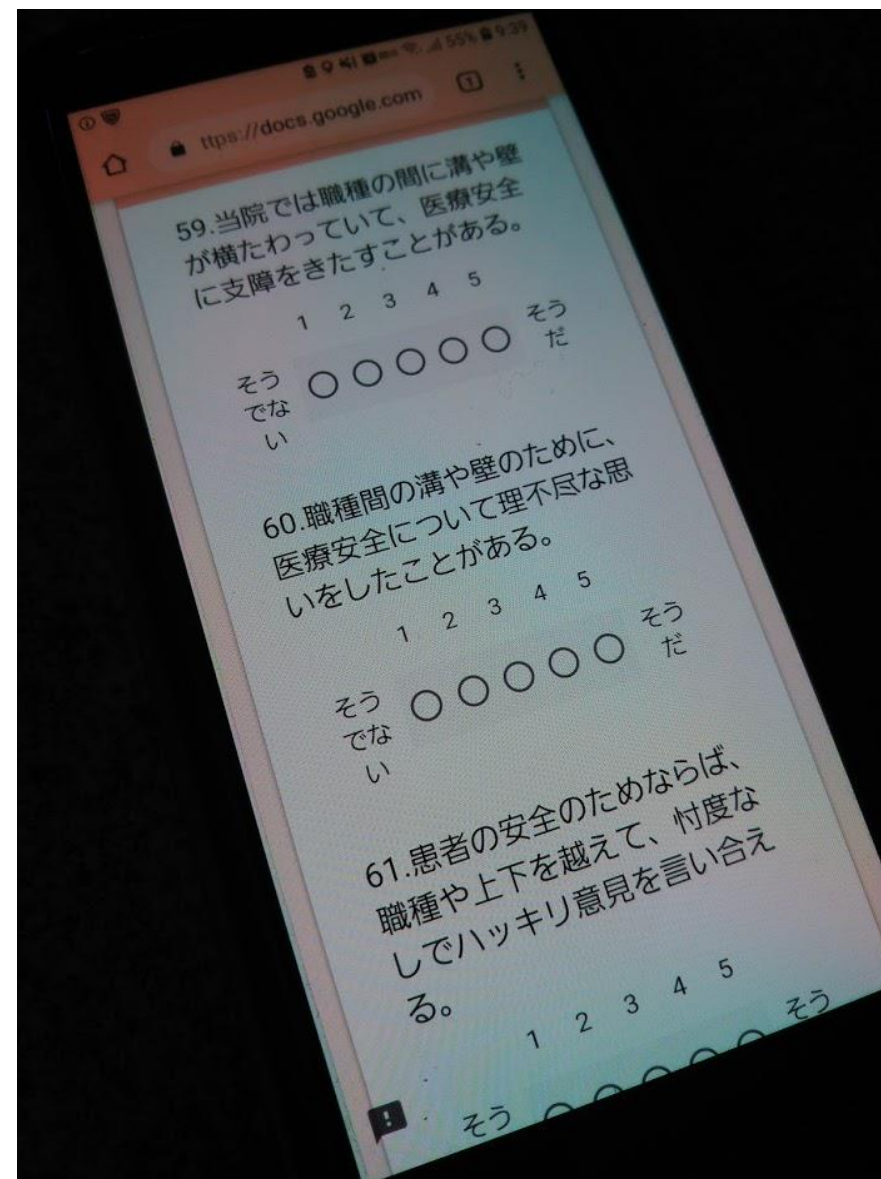 55% 9:39
ttps://docs.google.com
1
59.当院では職種の間に溝や壁
が横たわっていて、医療安全
に支障をきたすことがある。
1 2 3 4 5
そう
でな
い
そう
だ
60.職種間の溝や壁のために、
医療安全について理不尽な思
いをしたことがある。
1 2 3 4 5
そう
でな
い
そう
だ
61.患者の安全のためならば、
職種や上下を越えて、忖度な
しでハッキリ意見を言い合え
る。
1 2 3 4 5
そう
そう